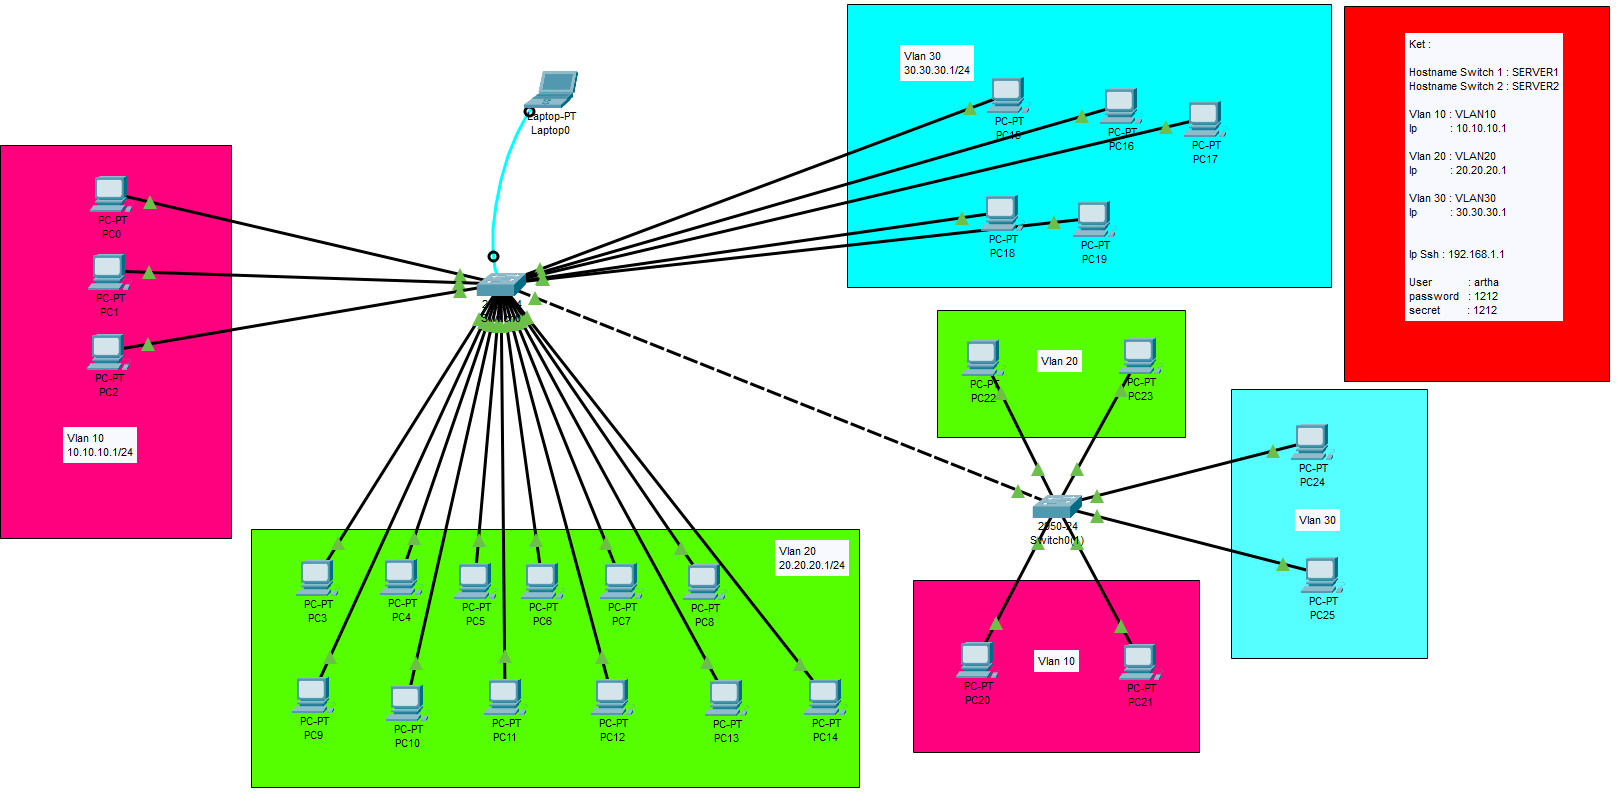 Laptop-PT
Laptop0
PC-PT
PC0
PC-PT
PC1
PC-PT
PC2
Vlan 10
10.10.10.1/24
Vlan 30
30.30.30.1/24
PC-PT
PC15
PC-PT
PC16
PC-PT
PC17
PC-PT
PC18
PC-PT
PC19
Ket :
Hostname Switch 1 : SERVER1
Hostname Switch 2 : SERVER2
Vlan 10 : VLAN10
Ip : 10.10.10.1
Vlan 20 : VLAN20
Ip : 20.20.20.1
Vlan 30 : VLAN30
Ip : 30.30.30.1
Ip Ssh : 192.168.1.1
User : artha
password : 1212
secret : 1212
PC-PT
PC22
Vlan 20
PC-PT
PC23
PC-PT
PC24
Vlan 30
PC-PT
PC25
2950-24
Switch0(1)
Vlan 20
20.20.20.1/24
PC-PT
PC3
PC-PT
PC4
PC-PT
PC5
PC-PT
PC6
PC-PT
PC7
PC-PT
PC8
PC-PT
PC9
PC-PT
PC10
PC-PT
PC11
PC-PT
PC12
PC-PT
PC13
PC-PT
PC14
PC-PT
PC20
Vlan 10
PC-PT
PC21